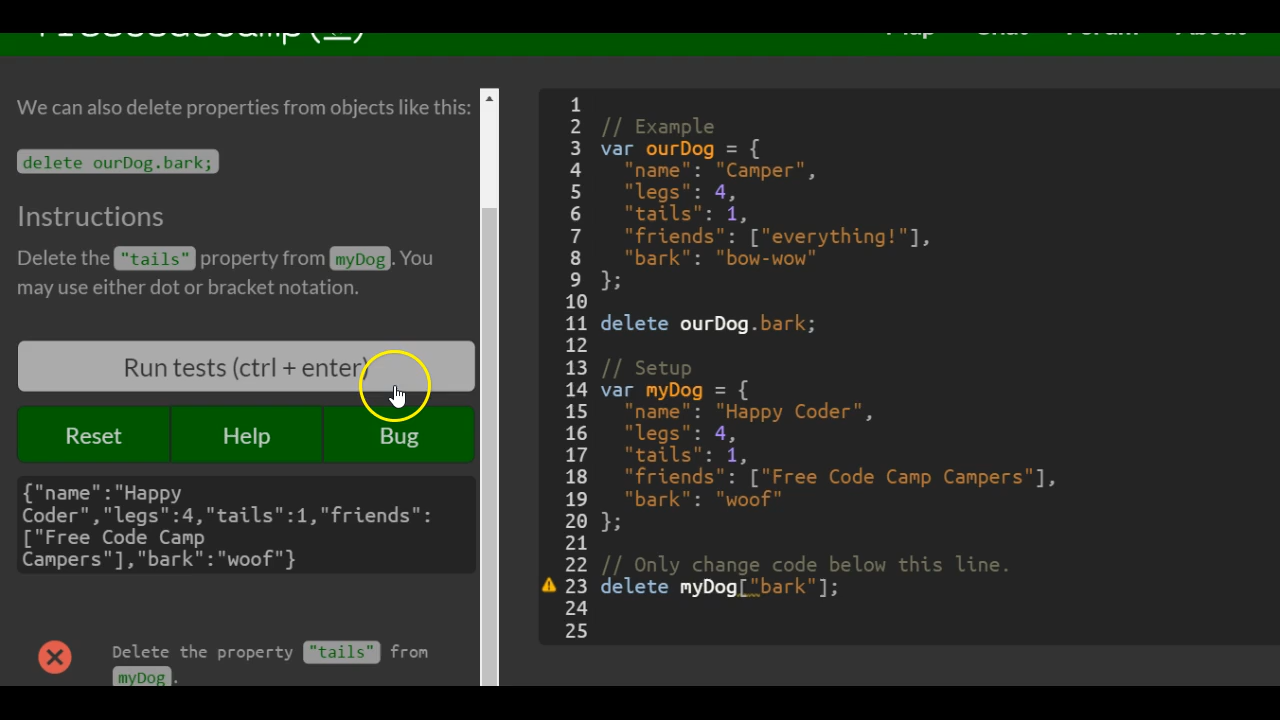 We can also delete properties from objects like this:
delete ourDog.bark;
Instructions
Delete the "tails" property from myDog. You
may use either dot or bracket notation.
Run tests (ctrl + enter)
Reset Help Bug
{"name":"Happy
Coder","legs":4,"tails":1,"friends":
["Free Code Camp
Campers"],"bark":"woof"}
Delete the property "tails" from
myDog.
Map Chat Forum About
1
2 // Example
3 var ourDog = {
4 "name": "Camper",
5 "legs": 4,
6 "tails": 1,
7 "friends": ["everything!"],
8 "bark": "bow-wow"
9 };
10
11 delete ourDog.bark;
12
13 // Setup
14 var myDog = {
15 "name": "Happy Coder",
16 "legs": 4,
17 "tails": 1,
18 "friends": ["Free Code Camp Campers"],
19 "bark": "woof"
20 };
21
22 // Only change code below this line.
23 delete myDog["bark"];
24
25